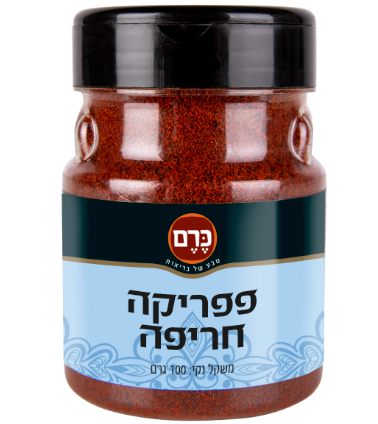 כֶּרֶם
טבע של בריאות
פפריקה
חריפה
משקל נקי: 100 גרם